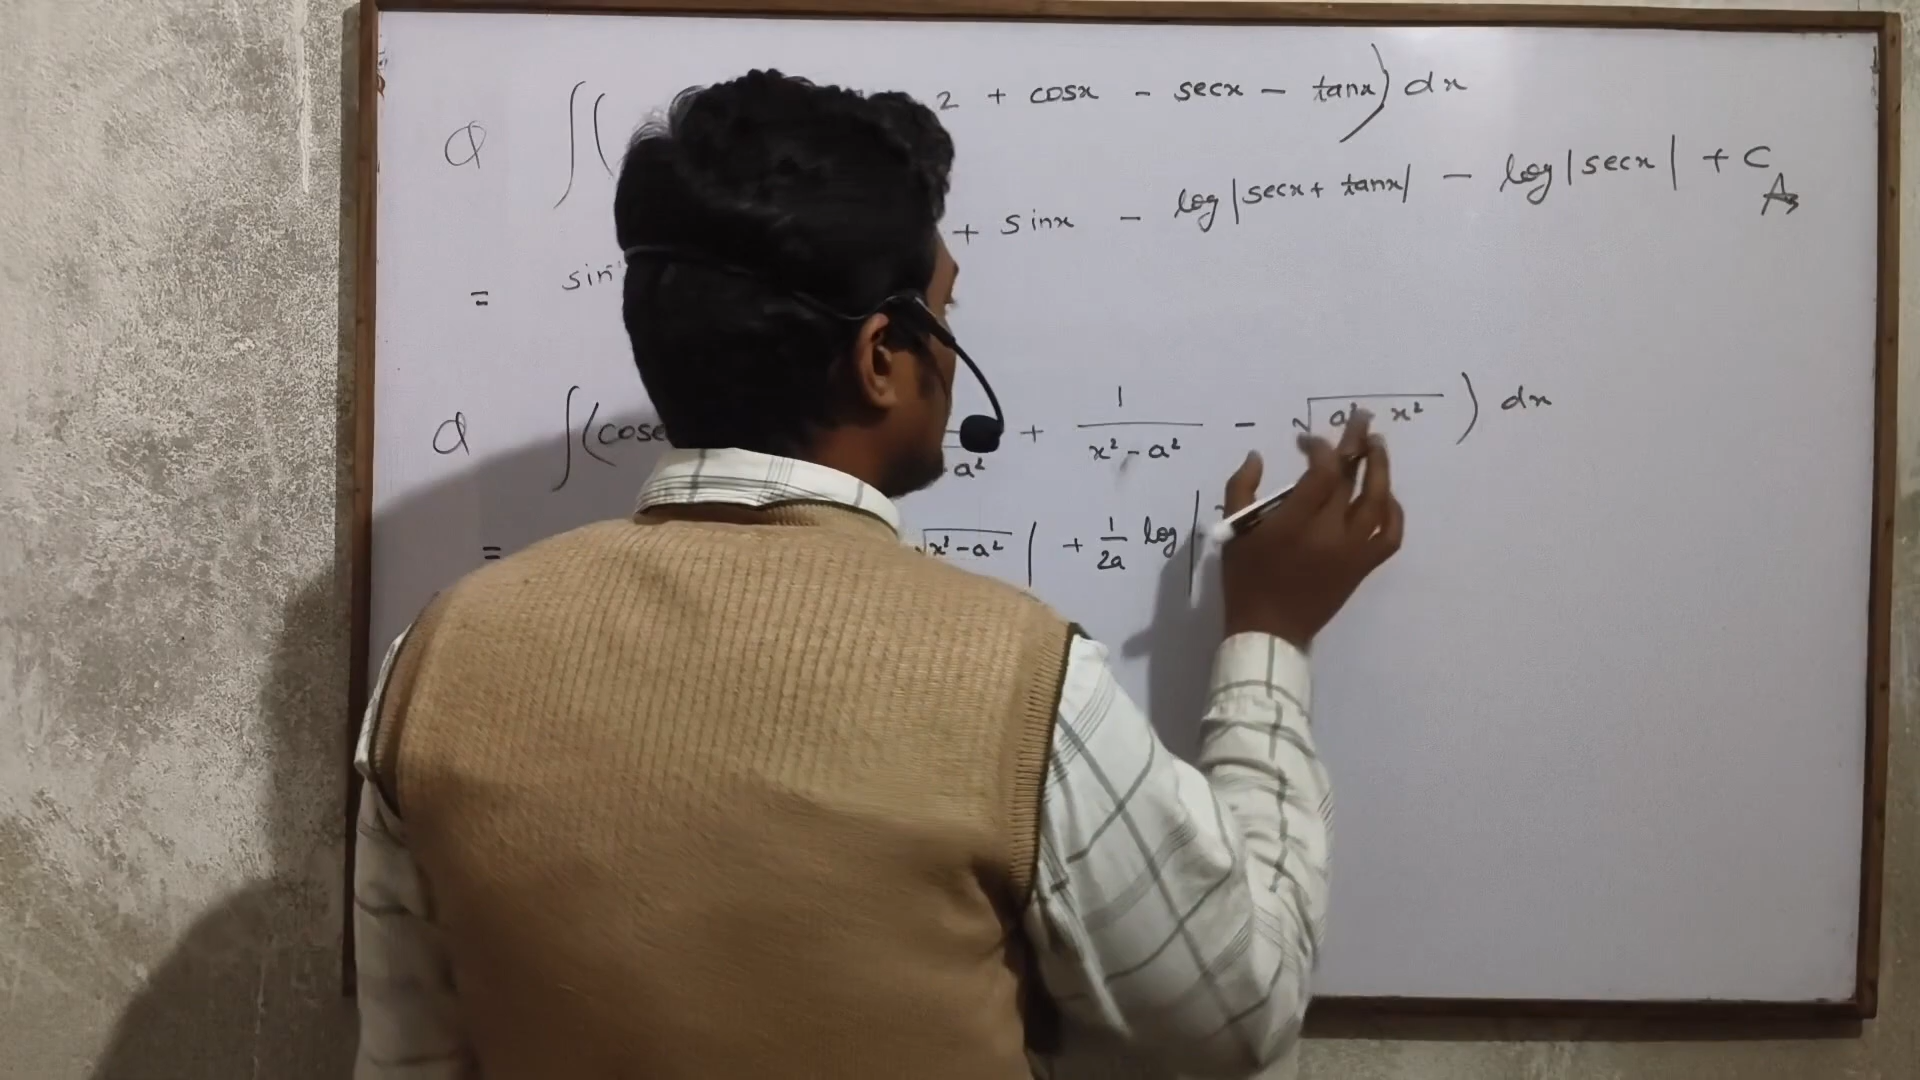 Q ∫( 2 + cosx - secx - tanx) dx
= sin⁻¹ + sinx - log|secx + tanx| - log|secx| + C
A
Q ∫(cose a² + 1/(x² - a²) - √(a² x²) ) dx
= √(x² - a²) | + 1/2a log|